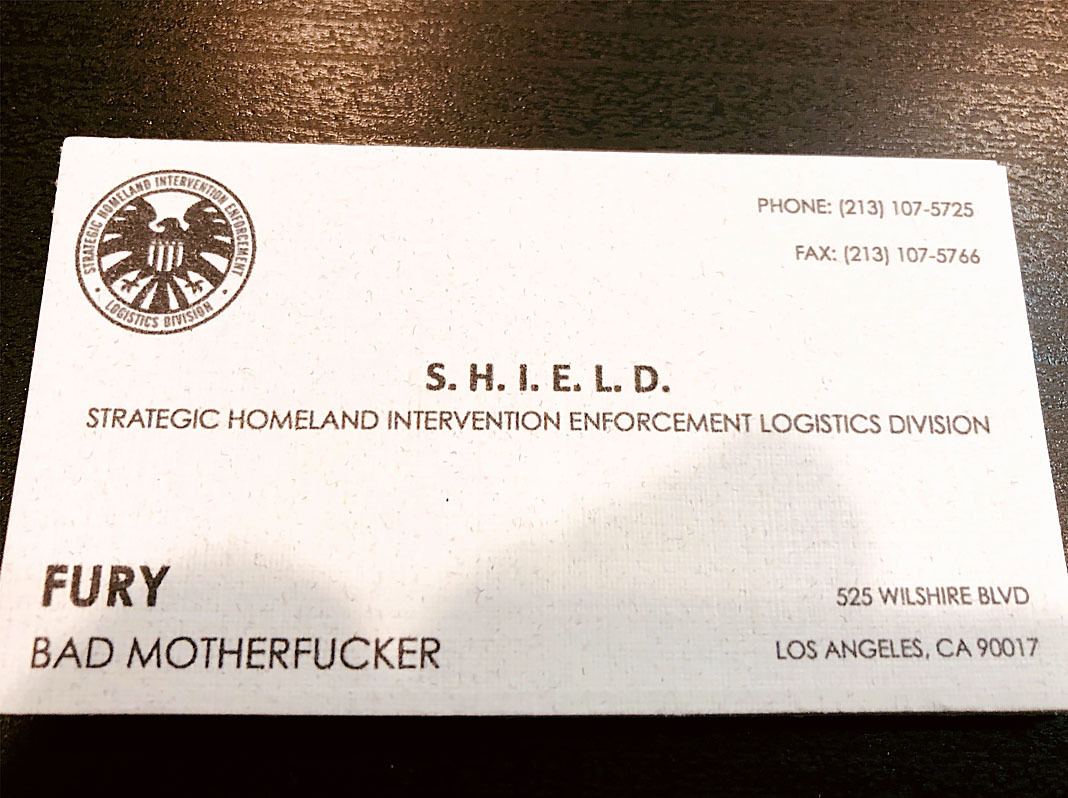 STRATEGIC HOMELAND INTERVENTION ENFORCEMENT
LOGISTICS DIVISION
PHONE: (213) 107-5725
FAX: (213) 107-5766
S. H. I. E. L. D.
STRATEGIC HOMELAND INTERVENTION ENFORCEMENT LOGISTICS DIVISION
FURY
BAD MOTHERFUCKER
525 WILSHIRE BLVD
LOS ANGELES, CA 90017